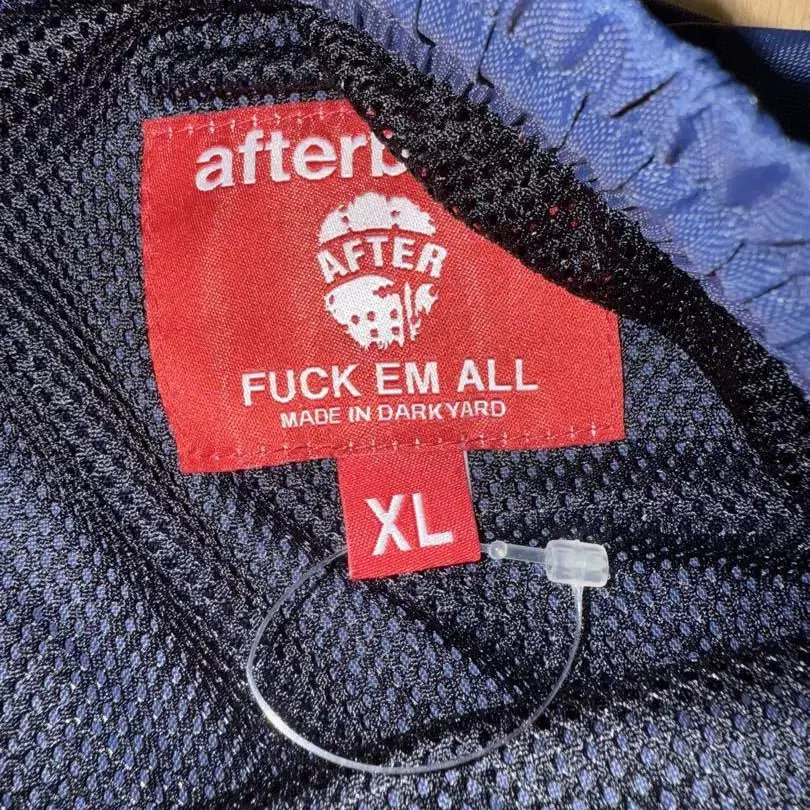 afterb
AFTER
FUCK EM ALL
MADE IN DARKYARD
XL